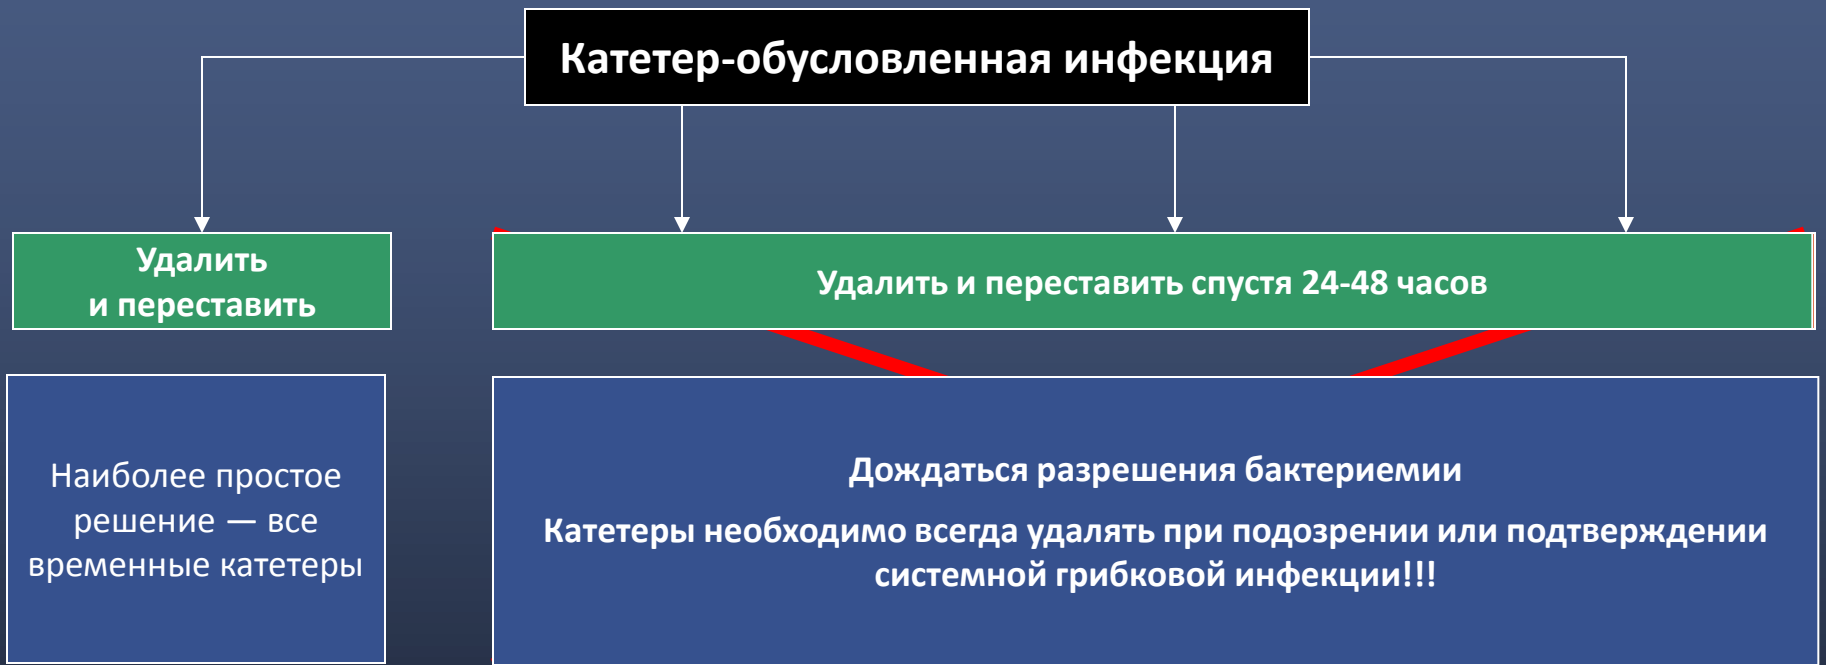 Катетер-обусловленная инфекция
Удалить
и переставить
Удалить и переставить спустя 24-48 часов
Наиболее простое
решение — все
временные катетеры
Дождаться разрешения бактериемии
Катетеры необходимо всегда удалять при подозрении или подтверждении
системной грибковой инфекции!!!